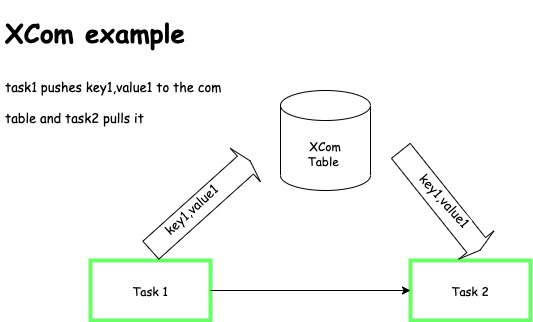 XCom example
task1 pushes key1,value1 to the com
table and task2 pulls it
XCom
Table
key1,value1
key1,value1
Task 1
Task 2